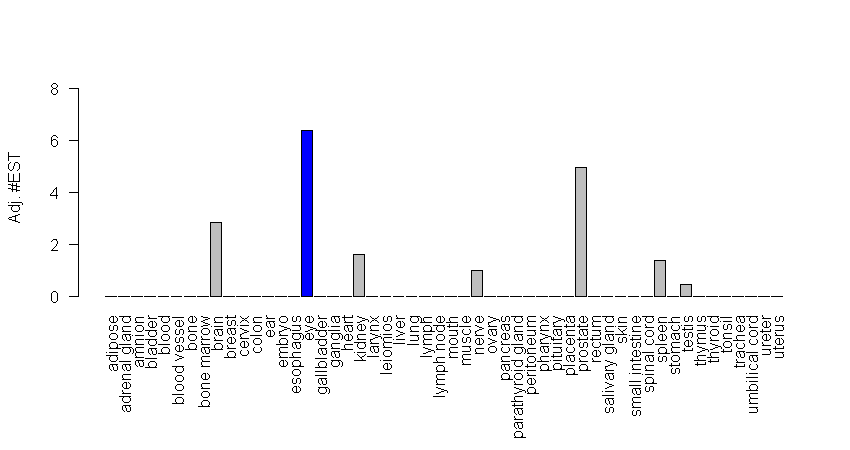 Adj. #EST
8
6
4
2
0
adipose
adrenal gland
amnion
bladder
blood
blood vessel
bone
bone marrow
brain
breast
cervix
colon
ear
embryo
esophagus
eye
gallbladder
ganglia
heart
kidney
larynx
leiomios
liver
lung
lymph
lymph node
mouth
muscle
nerve
ovary
pancreas
parathyroid gland
peritoneum
pharynx
pituitary
placenta
prostate
rectum
salivary gland
skin
small intestine
spinal cord
spleen
stomach
testis
thymus
thyroid
tonsil
trachea
umbilical cord
ureter
uterus